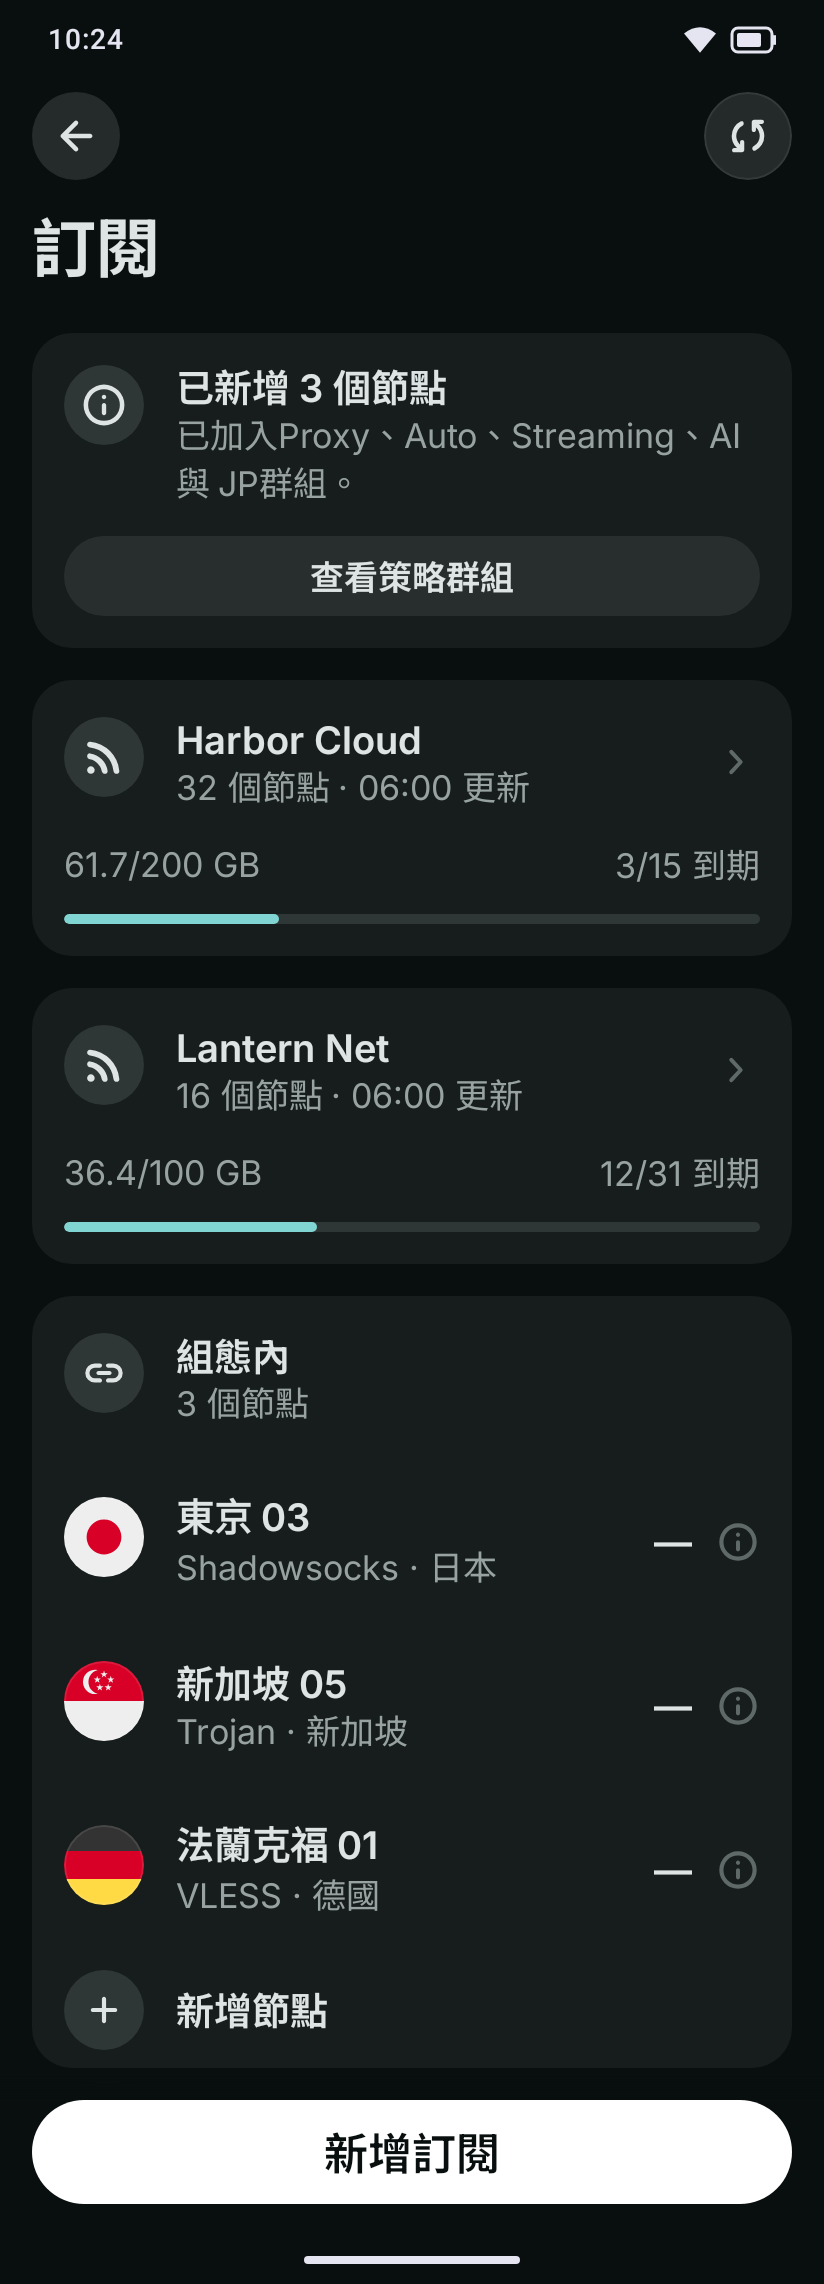 10:24
訂閱
已新增 3 個節點
已加入Proxy、Auto、Streaming、AI
與 JP群組。
查看策略群組
Harbor Cloud
32 個節點 · 06:00 更新
61.7/200 GB
3/15 到期
Lantern Net
16 個節點 · 06:00 更新
36.4/100 GB
12/31 到期
組態內
3 個節點
東京 03
Shadowsocks · 日本
—
新加坡 05
Trojan · 新加坡
—
法蘭克福 01
VLESS · 德國
—
新增節點
新增訂閱